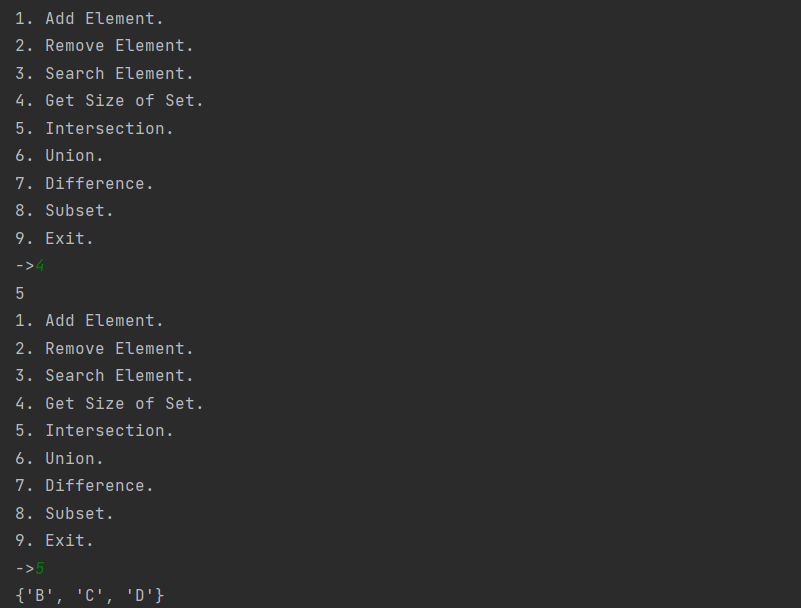 1. Add Element.
2. Remove Element.
3. Search Element.
4. Get Size of Set.
5. Intersection.
6. Union.
7. Difference.
8. Subset.
9. Exit.
->4
5
1. Add Element.
2. Remove Element.
3. Search Element.
4. Get Size of Set.
5. Intersection.
6. Union.
7. Difference.
8. Subset.
9. Exit.
->5
{'B', 'C', 'D'}